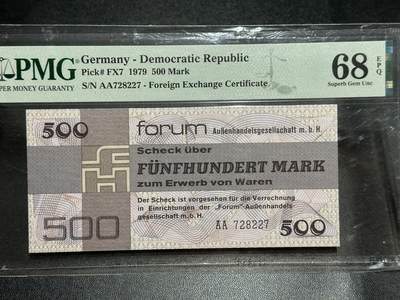 PMG
PER MONEY GUARANTY
Germany - Democratic Republic
Pick# FX7 1979 500 Mark
S/N AA728227 - Foreign Exchange Certificate
68 EPQ
Superb Gem Unc
500
forum Außenhandelsgesellschaft m. b. H.
Scheck über
FÜNFHUNDERT MARK
zum Erwerb von Waren
Der Scheck ist vorgesehen für die Verrechnung
in Einrichtungen der „Forum"-Außenhandels-
gesellschaft m. b. H.
500
AA 728227
500